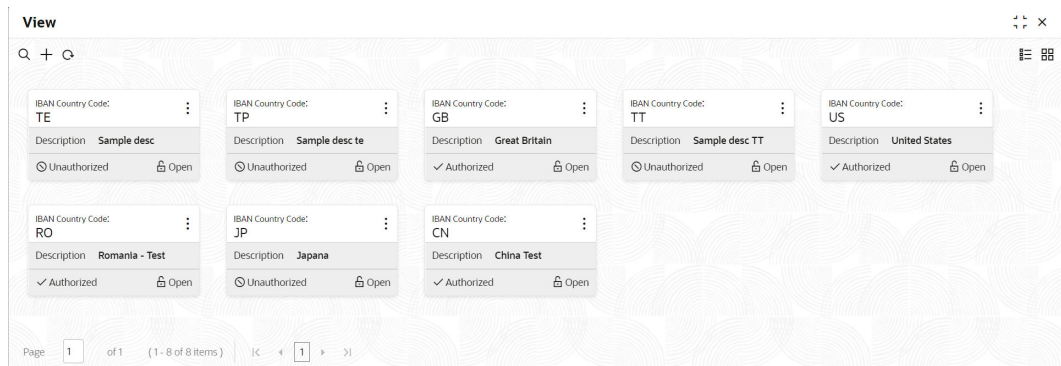 View
IBAN Country Code:
TE
Description Sample desc
Unauthorized Open
IBAN Country Code:
TP
Description Sample desc te
Unauthorized Open
IBAN Country Code:
GB
Description Great Britain
Authorized Open
IBAN Country Code:
TT
Description Sample desc TT
Unauthorized Open
IBAN Country Code:
US
Description United States
Authorized Open
IBAN Country Code:
RO
Description Romania - Test
Authorized Open
IBAN Country Code:
JP
Description Japana
Unauthorized Open
IBAN Country Code:
CN
Description China Test
Authorized Open
Page 1 of 1 (1 - 8 of 8 items) 1